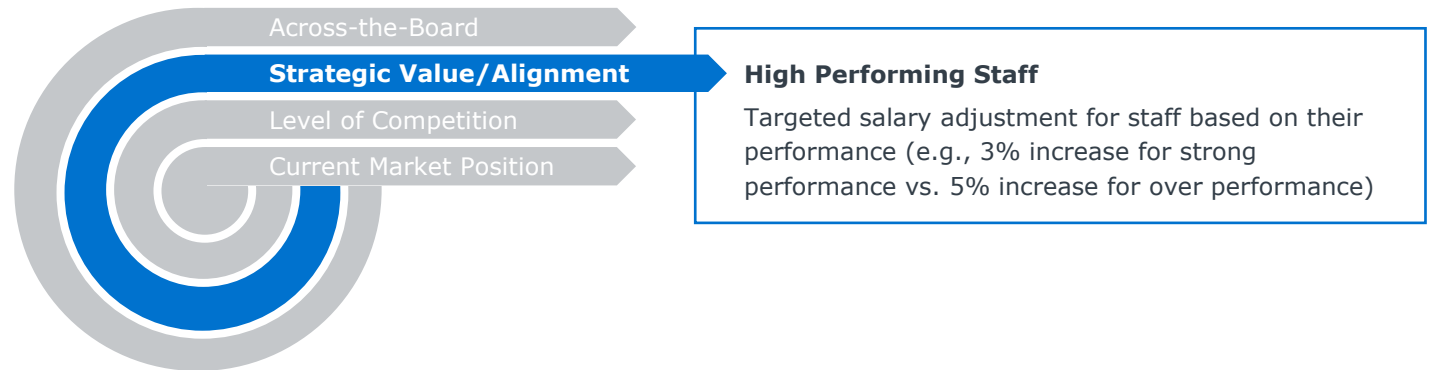 Across-the-Board
Strategic Value/Alignment
Level of Competition
Current Market Position
High Performing Staff
Targeted salary adjustment for staff based on their
performance (e.g., 3% increase for strong
performance vs. 5% increase for over performance)